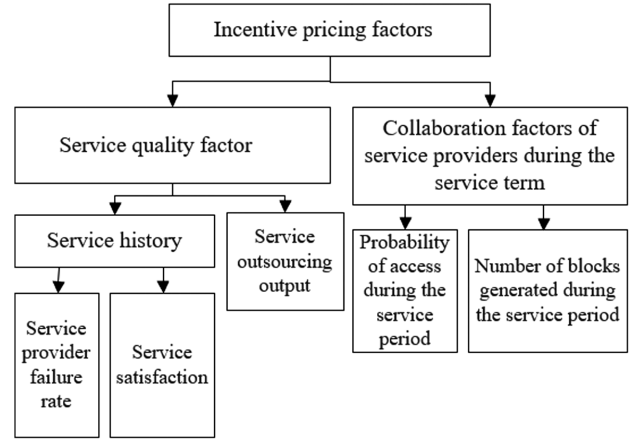 Incentive pricing factors
Service quality factor
Collaboration factors of
service providers during the
service term
Service history
Service
outsourcing
output
Probability
of access
during the
service
period
Number of blocks
generated during
the service period
Service
provider
failure
rate
Service
satisfaction